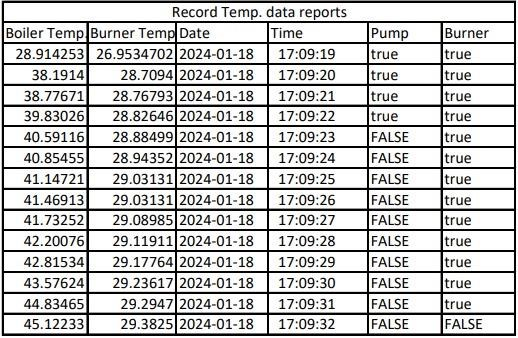 Record Temp. data reports
Boiler Temp. Burner Temp Date Time Pump Burner
28.914253 26.9534702 2024-01-18 17:09:19 true true
38.1914 28.7094 2024-01-18 17:09:20 true true
38.77671 28.76793 2024-01-18 17:09:21 true true
39.83026 28.82646 2024-01-18 17:09:22 true true
40.59116 28.88499 2024-01-18 17:09:23 FALSE true
40.85455 28.94352 2024-01-18 17:09:24 FALSE true
41.14721 29.03131 2024-01-18 17:09:25 FALSE true
41.46913 29.03131 2024-01-18 17:09:26 FALSE true
41.73252 29.08985 2024-01-18 17:09:27 FALSE true
42.20076 29.11911 2024-01-18 17:09:28 FALSE true
42.81534 29.17764 2024-01-18 17:09:29 FALSE true
43.57624 29.23617 2024-01-18 17:09:30 FALSE true
44.83465 29.2947 2024-01-18 17:09:31 FALSE true
45.12233 29.3825 2024-01-18 17:09:32 FALSE FALSE